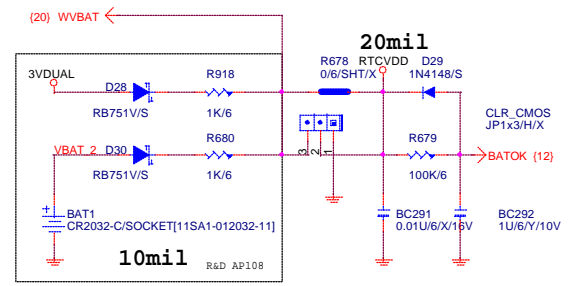 {20} WVBAT
20mil
R678 RTCVDD D29
0/6/SHT/X 1N4148/S
3VDUAL
D28 R918
RB751V/S 1K/6
CLR_CMOS
JP1x3/H/X
VBAT_2 D30 R680
RB751V/S 1K/6
3 2 1
R679
100K/6
BATOK {12}
BAT1
CR2032-C/SOCKET[11SA1-012032-11]
BC291
0.01U/6/X/16V
BC292
1U/6/Y/10V
10mil
R&D AP108